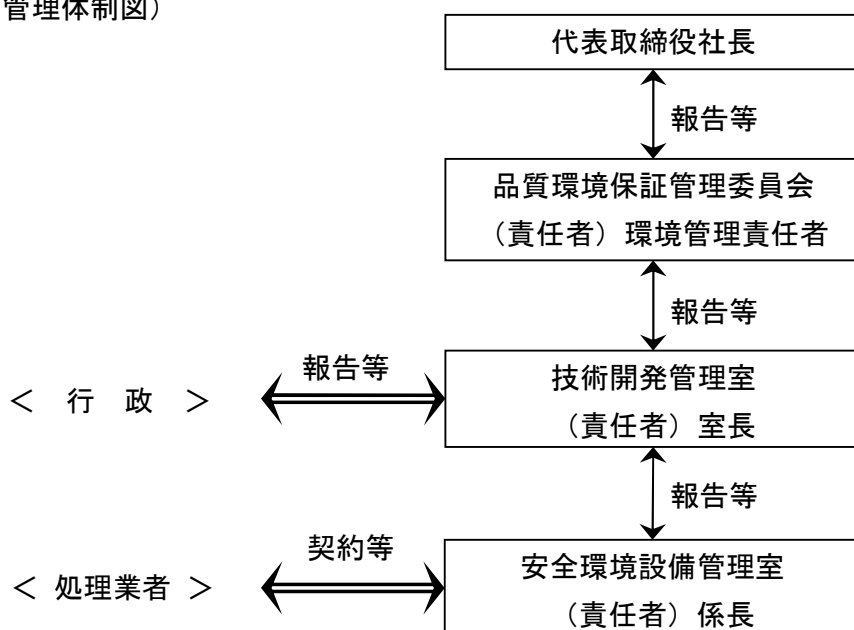 管理体制図）
代表取締役社長
報告等
品質環境保証管理委員会
（責任者）環境管理責任者
報告等
報告等
技術開発管理室
＜ 行 政 ＞
（責任者）室長
報告等
契約等
安全環境設備管理室
＜ 処理業者 ＞
（責任者）係長